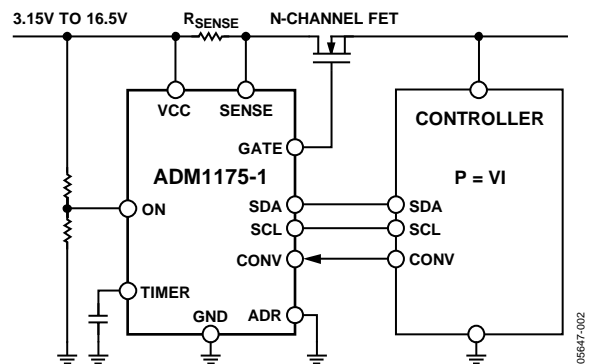 3.15V TO 16.5V RSENSE N-CHANNEL FET
VCC SENSE
CONTROLLER
GATE
ADM1175-1
P = VI
ON
SDA SDA
SCL SCL
CONV CONV
TIMER
GND ADR
05647-002